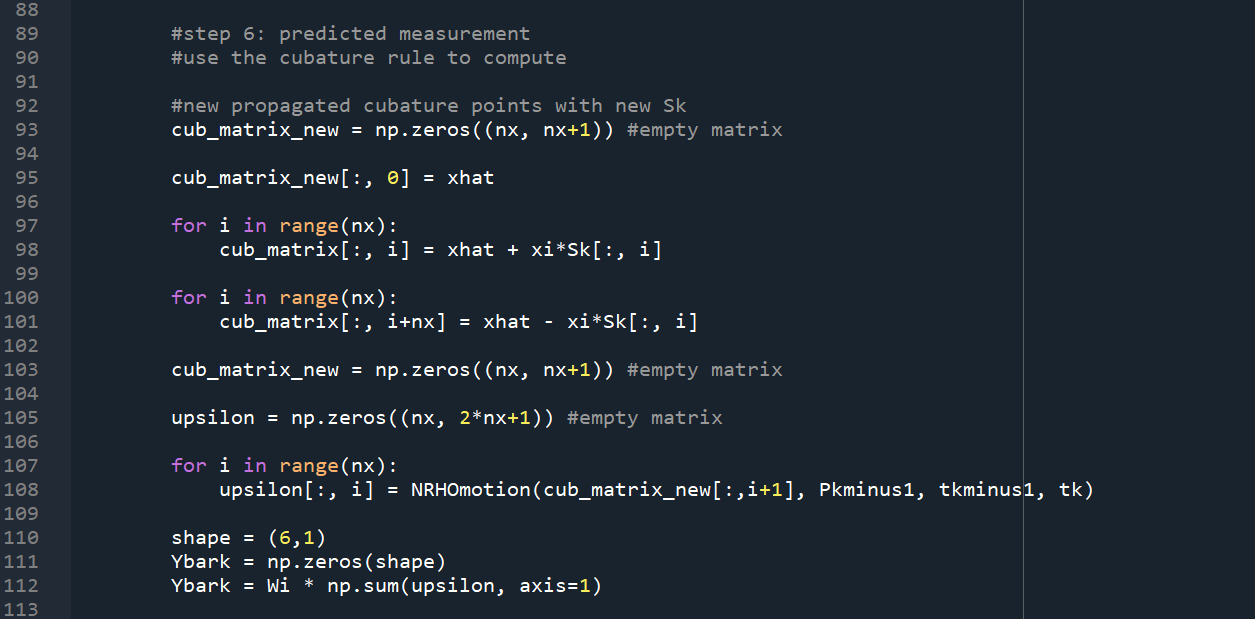 88
89 #step 6: predicted measurement
90 #use the cubature rule to compute
91
92 #new propagated cubature points with new Sk
93 cub_matrix_new = np.zeros((nx, nx+1)) #empty matrix
94
95 cub_matrix_new[:, 0] = xhat
96
97 for i in range(nx):
98 cub_matrix[:, i] = xhat + xi*Sk[:, i]
99
100 for i in range(nx):
101 cub_matrix[:, i+nx] = xhat - xi*Sk[:, i]
102
103 cub_matrix_new = np.zeros((nx, nx+1)) #empty matrix
104
105 upsilon = np.zeros((nx, 2*nx+1)) #empty matrix
106
107 for i in range(nx):
108 upsilon[:, i] = NRHOmotion(cub_matrix_new[:,i+1], Pkminus1, tkminus1, tk)
109
110 shape = (6,1)
111 Ybark = np.zeros(shape)
112 Ybark = Wi * np.sum(upsilon, axis=1)
113